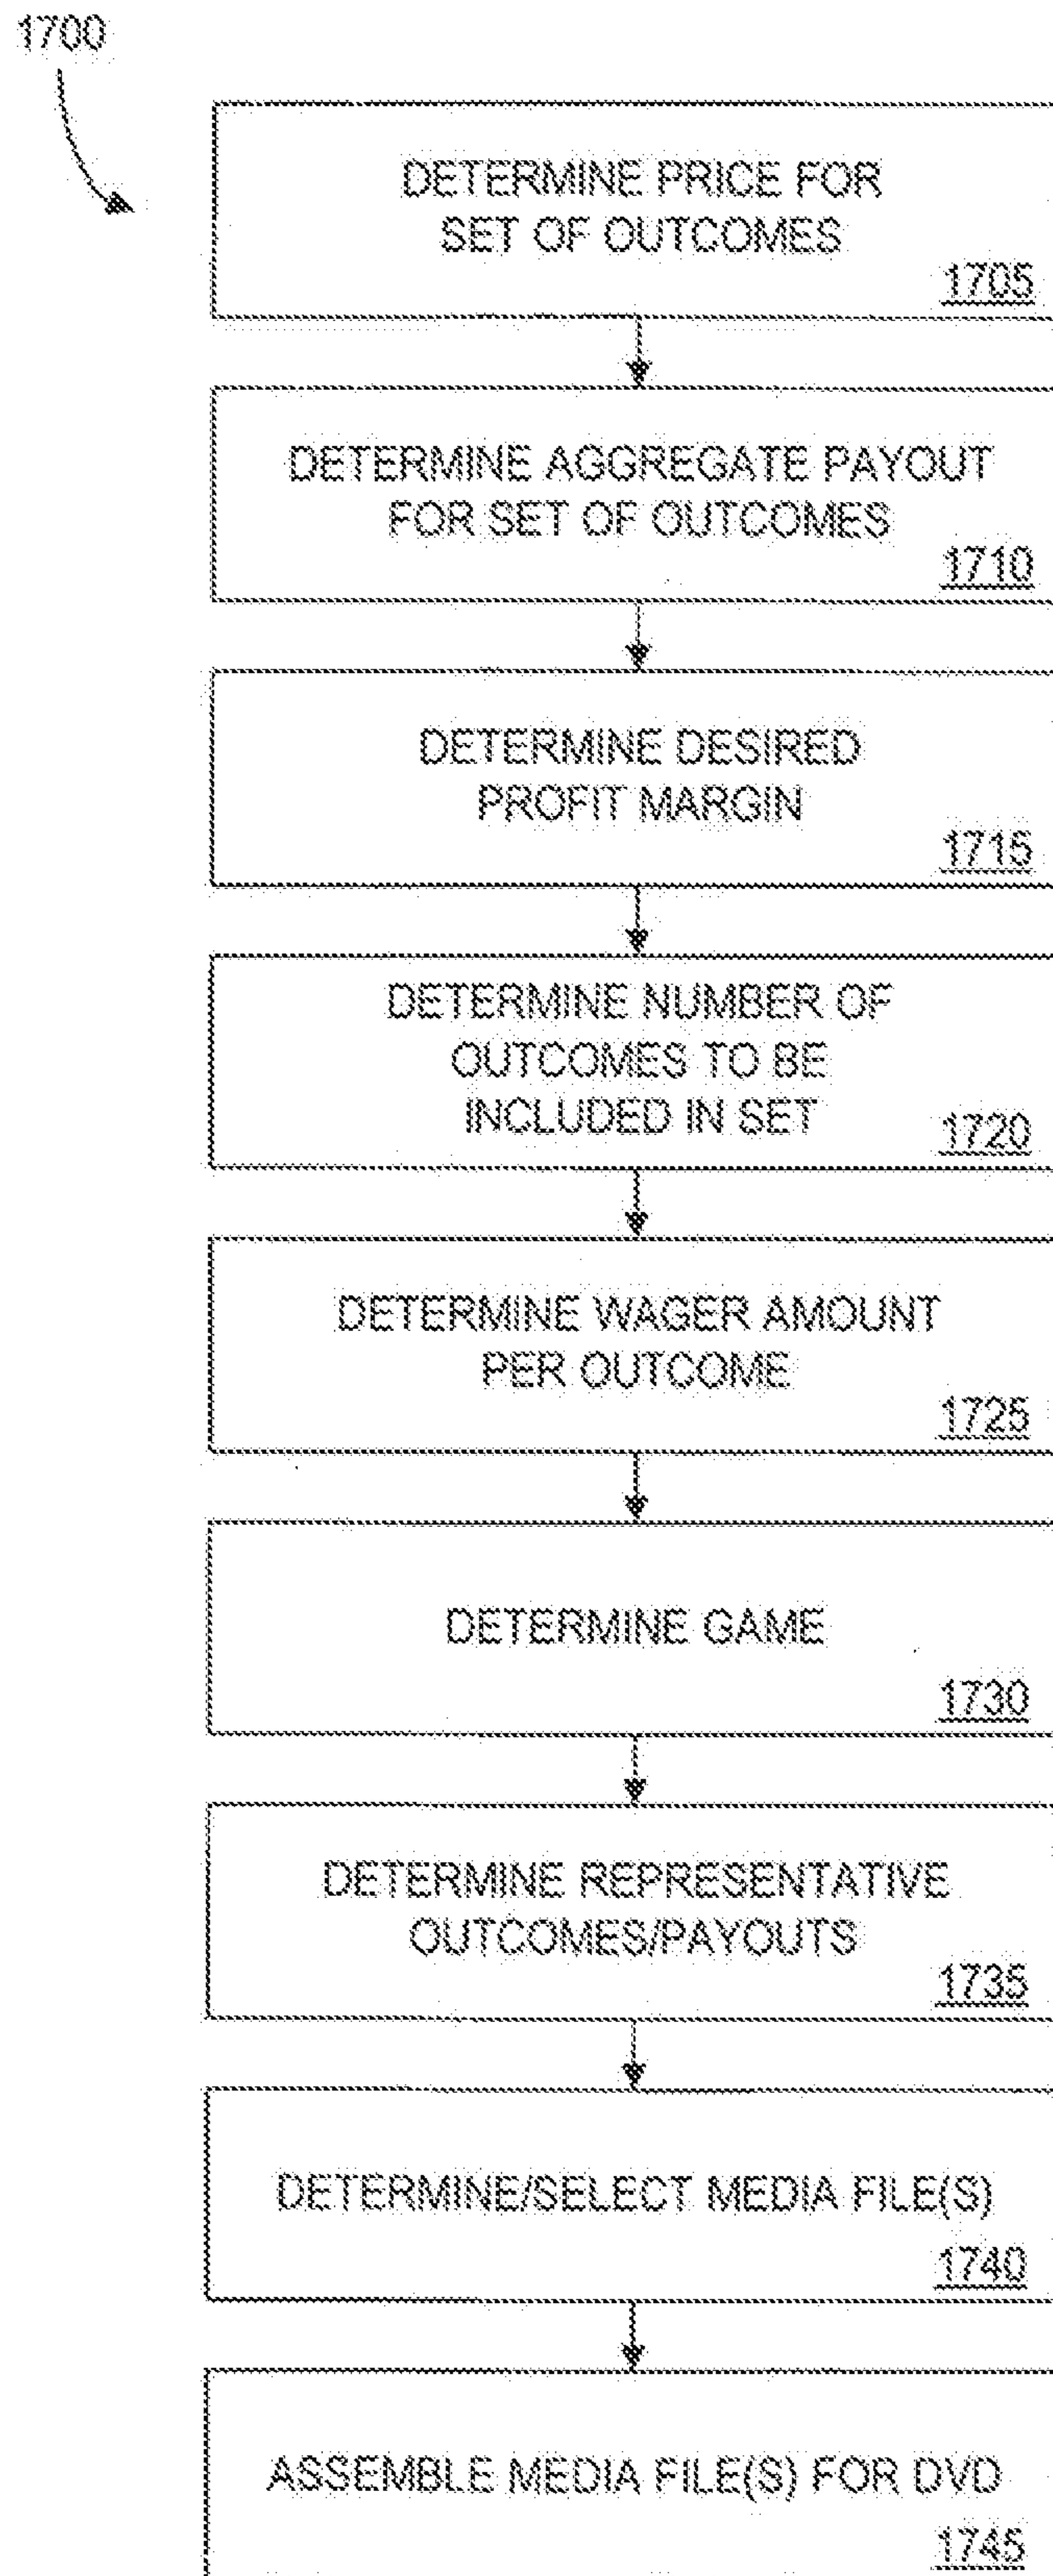 1700
DETERMINE PRICE FOR
SET OF OUTCOMES
1705
DETERMINE AGGREGATE PAYOUT
FOR SET OF OUTCOMES
1710
DETERMINE DESIRED
PROFIT MARGIN
1715
DETERMINE NUMBER OF
OUTCOMES TO BE
INCLUDED IN SET
1720
DETERMINE WAGER AMOUNT
PER OUTCOME
1725
DETERMINE GAME
1730
DETERMINE REPRESENTATIVE
OUTCOMES/PAYOUTS
1735
DETERMINE/SELECT MEDIA FILE(S)
1740
ASSEMBLE MEDIA FILE(S) FOR DVD
1745